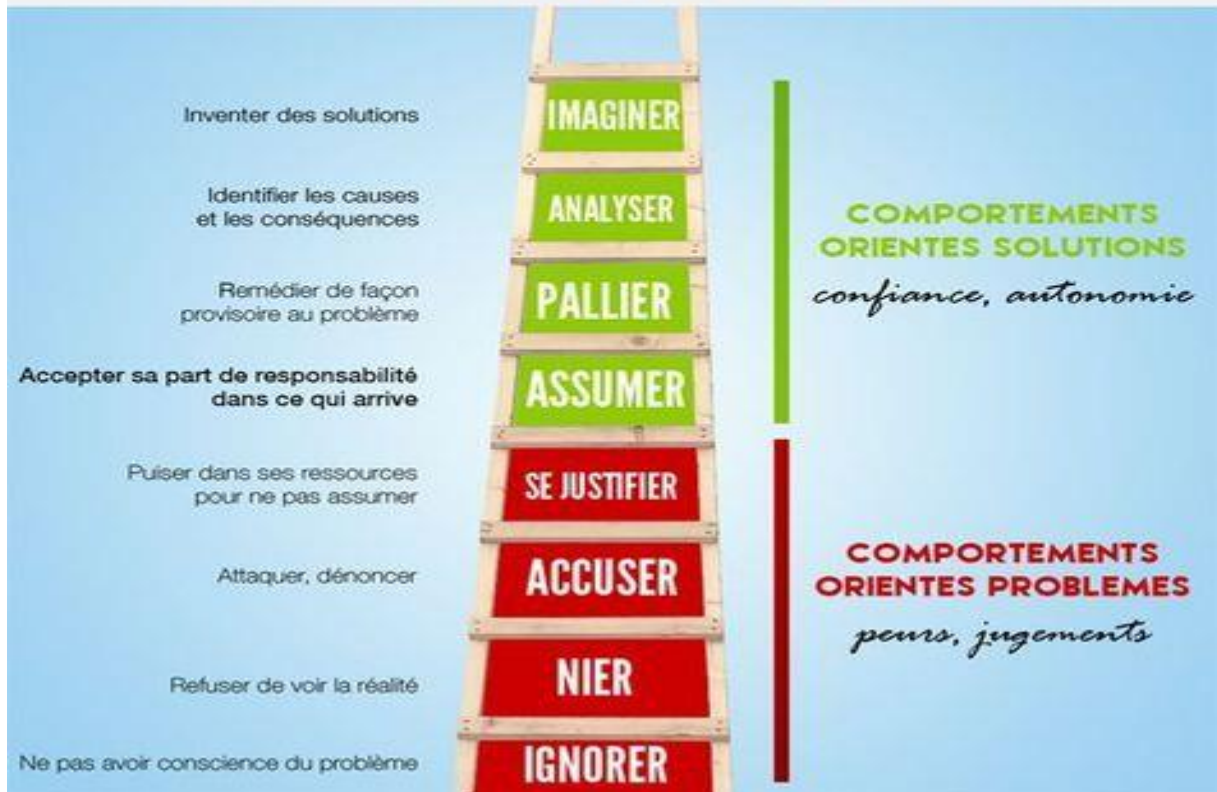 Inventer des solutions
IMAGINER
Identifier les causes
et les conséquences
ANALYSER
COMPORTEMENTS
ORIENTES SOLUTIONS
confiance, autonomie
Remédier de façon
provisoire au problème
PALLIER
Accepter sa part de responsabilité
dans ce qui arrive
ASSUMER
Puiser dans ses ressources
pour ne pas assumer
SE JUSTIFIER
Attaquer, dénoncer
ACCUSER
COMPORTEMENTS
ORIENTES PROBLEMES
peurs, jugements
Refuser de voir la réalité
NIER
Ne pas avoir conscience du problème
IGNORER